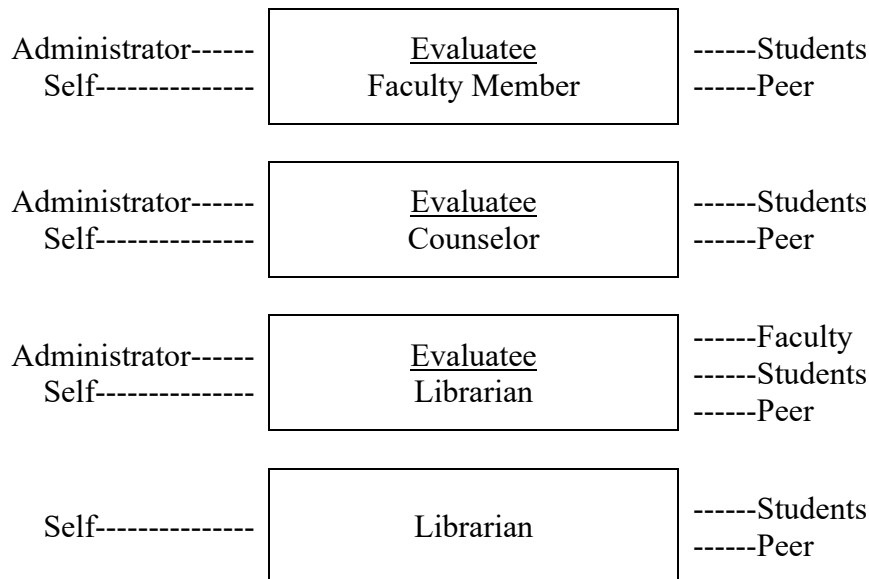 Administrator------ Evaluatee ------Students
Self--------------- Faculty Member ------Peer
Administrator------ Evaluatee ------Students
Self--------------- Counselor ------Peer
------Faculty
Administrator------ Evaluatee ------Students
Self--------------- Librarian ------Peer
------Students
Self--------------- Librarian ------Peer